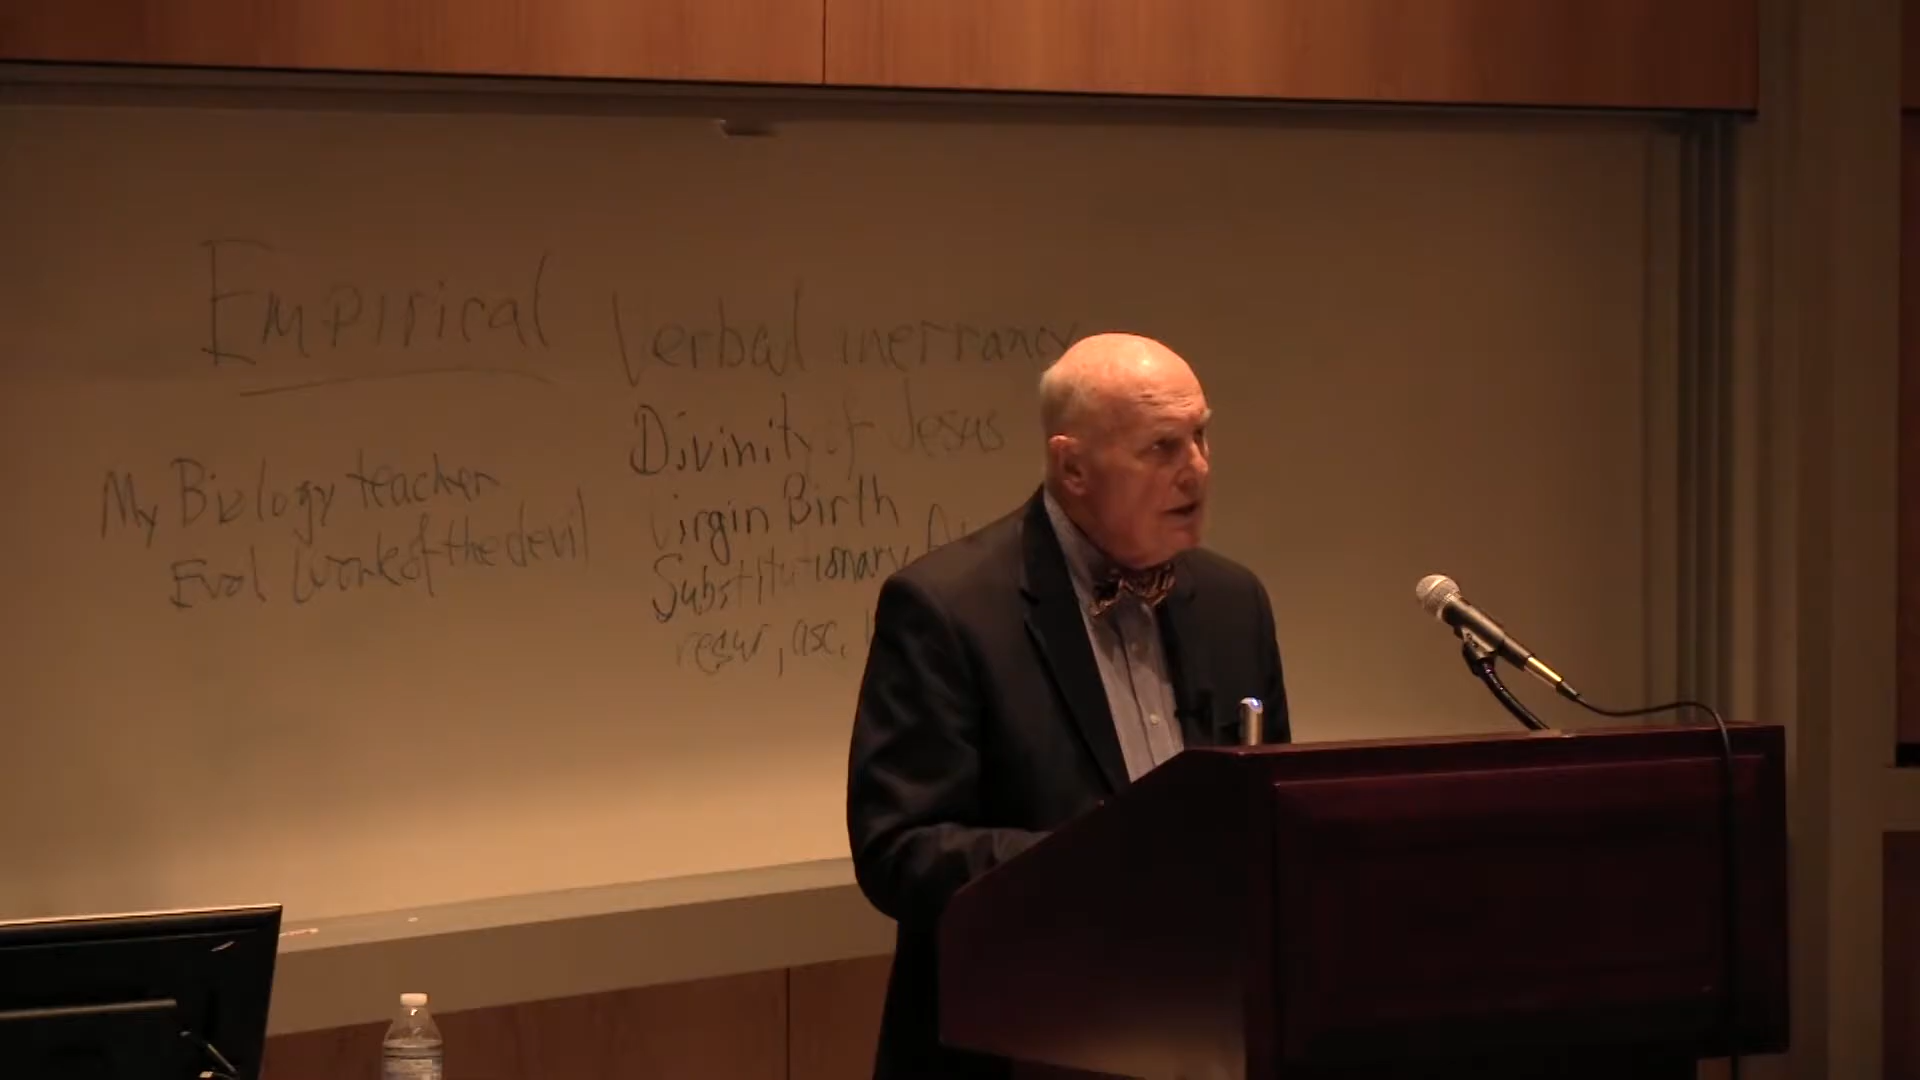 Empirical
My Biology teacher
Evol Work of the devil
Verbal inerrancy
Divinity of Jesus
Virgin Birth
Substitutionary
resur, asc.